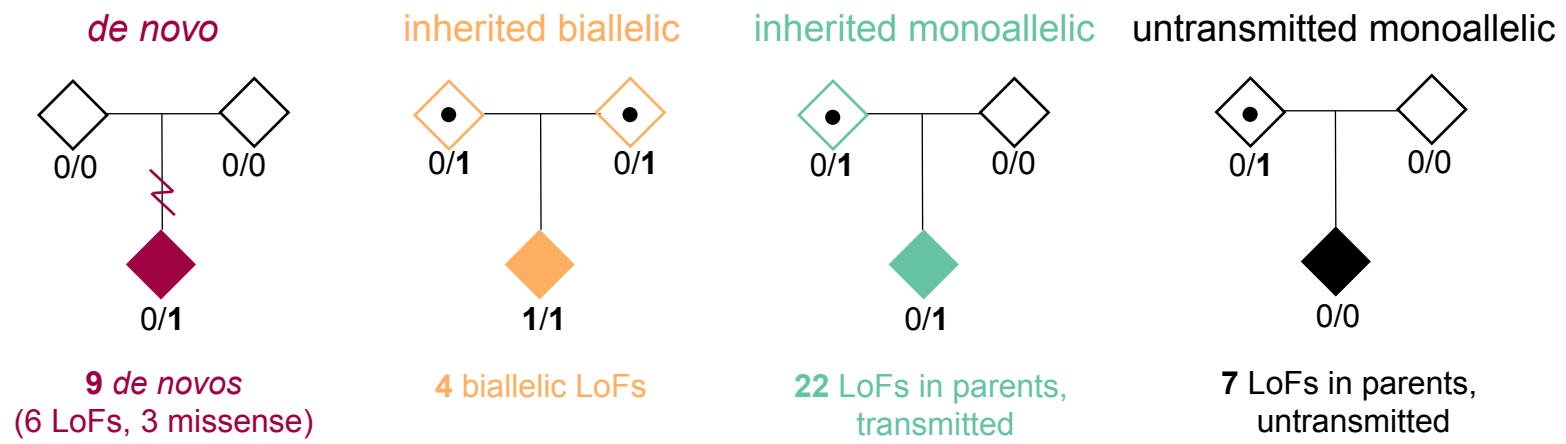 de novo
0/0
0/0
0/1
9 de novos
(6 LoFs, 3 missense)
inherited biallelic
0/1
0/1
1/1
4 biallelic LoFs
inherited monoallelic
0/1
0/0
0/1
22 LoFs in parents,
transmitted
untransmitted monoallelic
0/1
0/0
0/0
7 LoFs in parents,
untransmitted